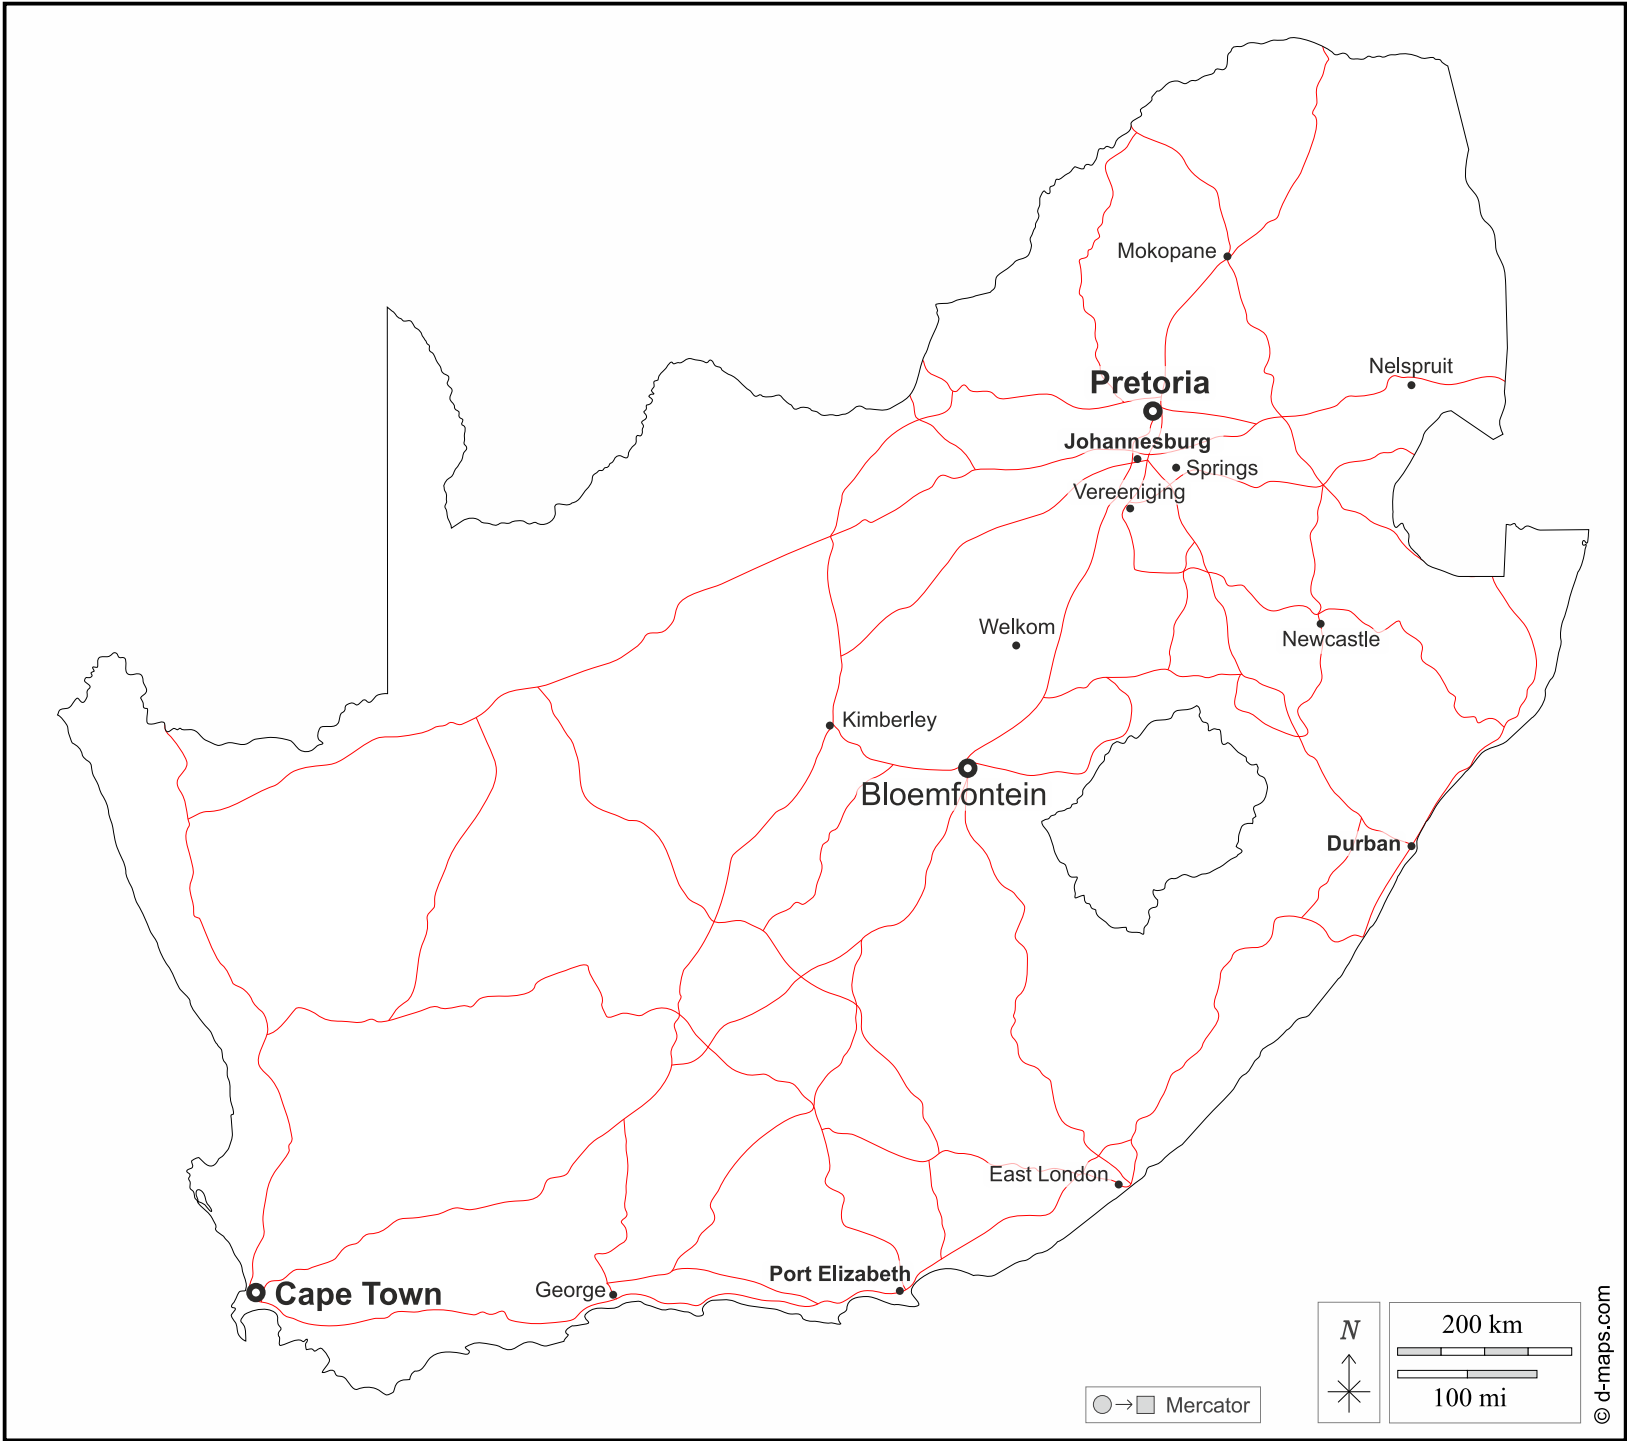 Mokopane
Nelspruit
Pretoria
Johannesburg
Springs
Vereeniging
Welkom
Newcastle
Kimberley
Bloemfontein
Durban
East London
Port Elizabeth
George
Cape Town
N
200 km
100 mi
Mercator
© d-maps.com